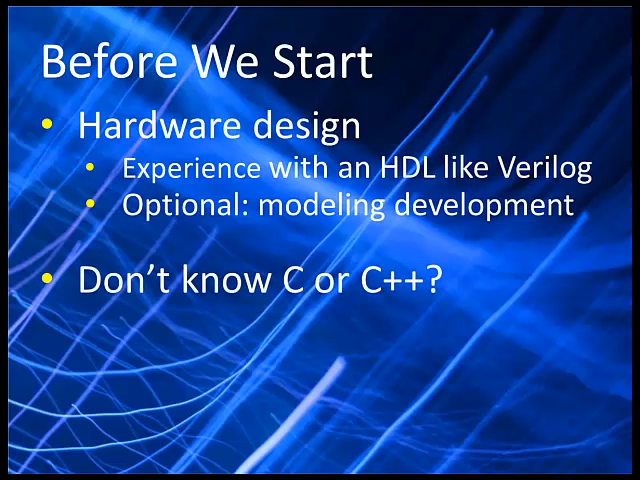 Before We Start
• Hardware design
• Experience with an HDL like Verilog
• Optional: modeling development
• Don't know C or C++?